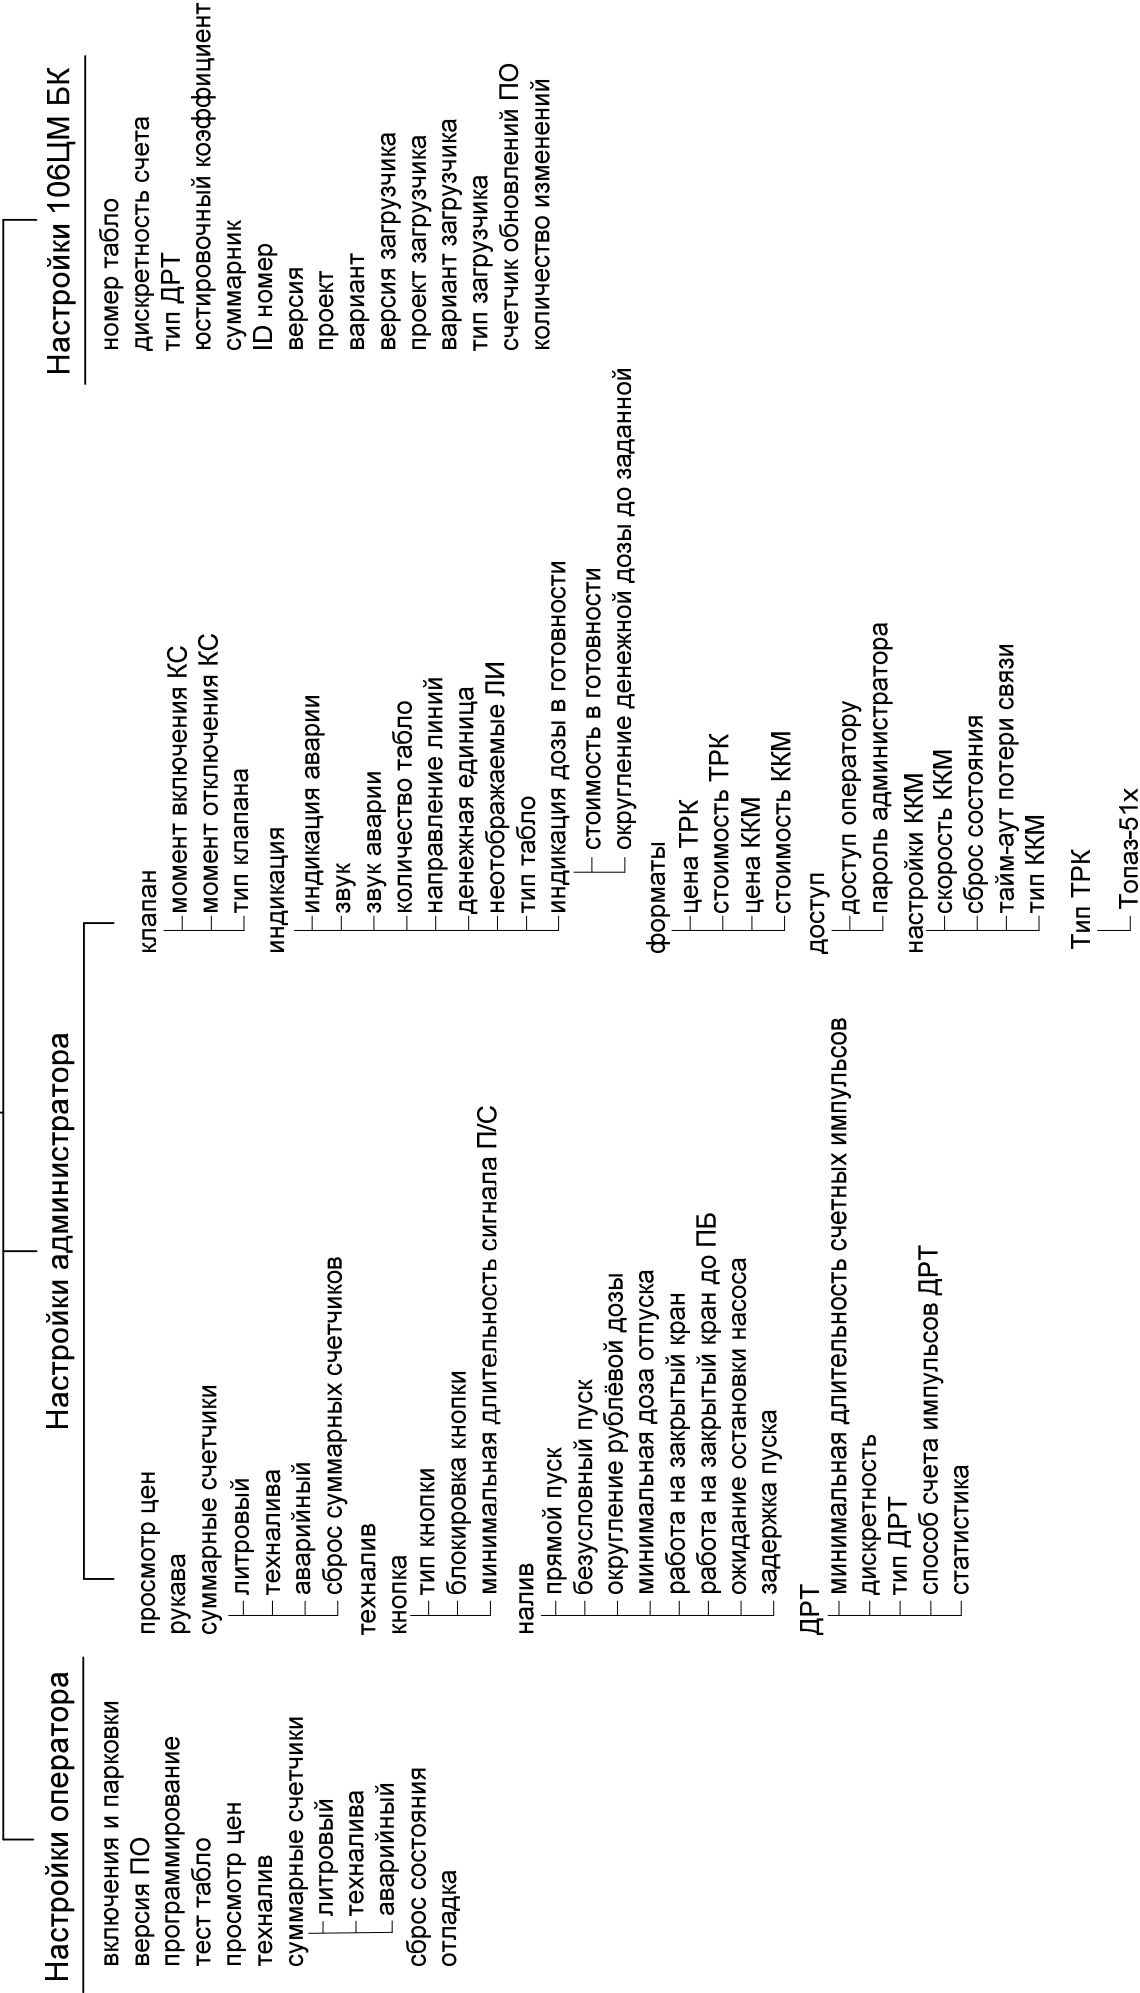 Настройки оператора
включения и парковки
версия ПО
программирование
тест табло
просмотр цен
техналив
суммарные счетчики
литровый
техналива
аварийный
сброс состояния
отладка
Настройки администратора
просмотр цен
рукава
суммарные счетчики
литровый
техналива
аварийный
сброс суммарных счетчиков
техналив
кнопка
тип кнопки
блокировка кнопки
минимальная длительность сигнала П/С
налив
прямой пуск
безусловный пуск
округление рублёвой дозы
минимальная доза отпуска
работа на закрытый кран
работа на закрытый кран до ПБ
ожидание остановки насоса
задержка пуска
ДРТ
минимальная длительность счетных импульсов
дискретность
тип ДРТ
способ счета импульсов ДРТ
статистика
клапан
момент включения КС
момент отключения КС
тип клапана
индикация
индикация аварии
звук
звук аварии
количество табло
направление линий
денежная единица
неотображаемые ЛИ
тип табло
индикация дозы в готовности
стоимость в готовности
округление денежной дозы до заданной
форматы
цена ТРК
стоимость ТРК
цена ККМ
стоимость ККМ
доступ
доступ оператору
пароль администратора
настройки ККМ
скорость ККМ
сброс состояния
тайм-аут потери связи
тип ККМ
Тип ТРК
Топаз-51х
Настройки 106ЦМ БК
номер табло
дискретность счета
тип ДРТ
юстировочный коэффициент
суммарник
ID номер
версия
проект
вариант
версия загрузчика
проект загрузчика
вариант загрузчика
тип загрузчика
счетчик обновлений ПО
количество изменений